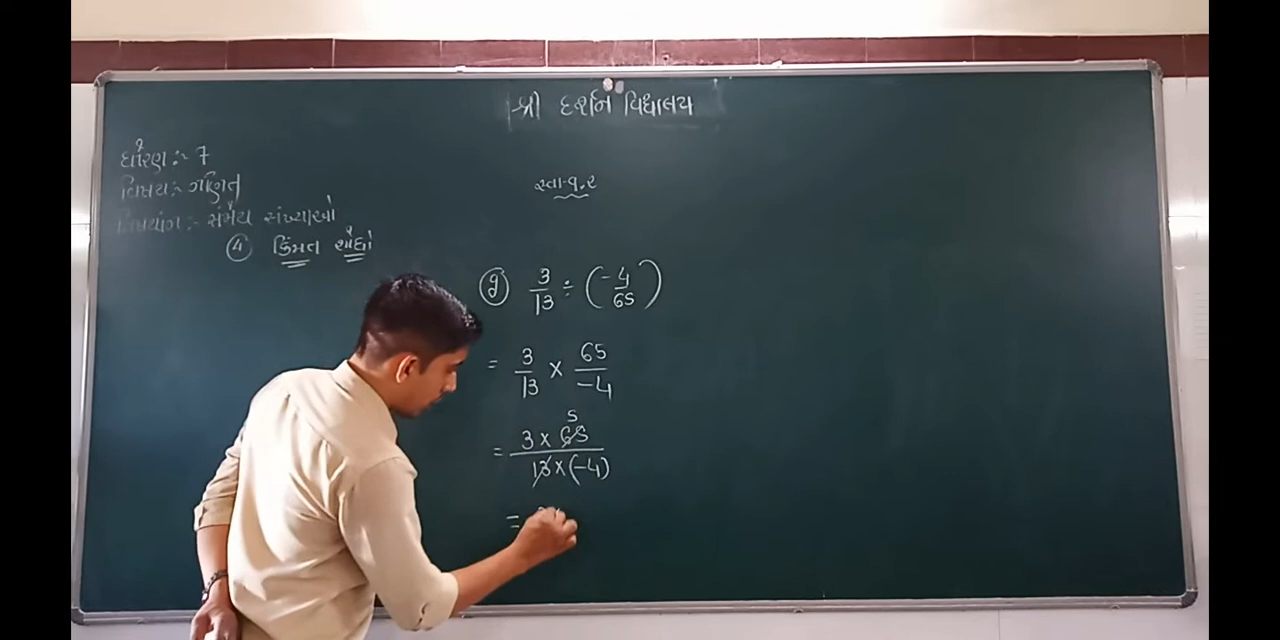 શ્રી દર્શન વિદ્યાલય
ધોરણ :- 7
વિષય :- ગણિત
વિષયાંગ :- સંમેય સંખ્યાઓ
④ કિંમત શોધો
સ્વા-૧.૨
(g) 3/13 ÷ (-4/65)
= 3/13 × 65/-4
= 3 × 65 5 / 13 × (-4)
=